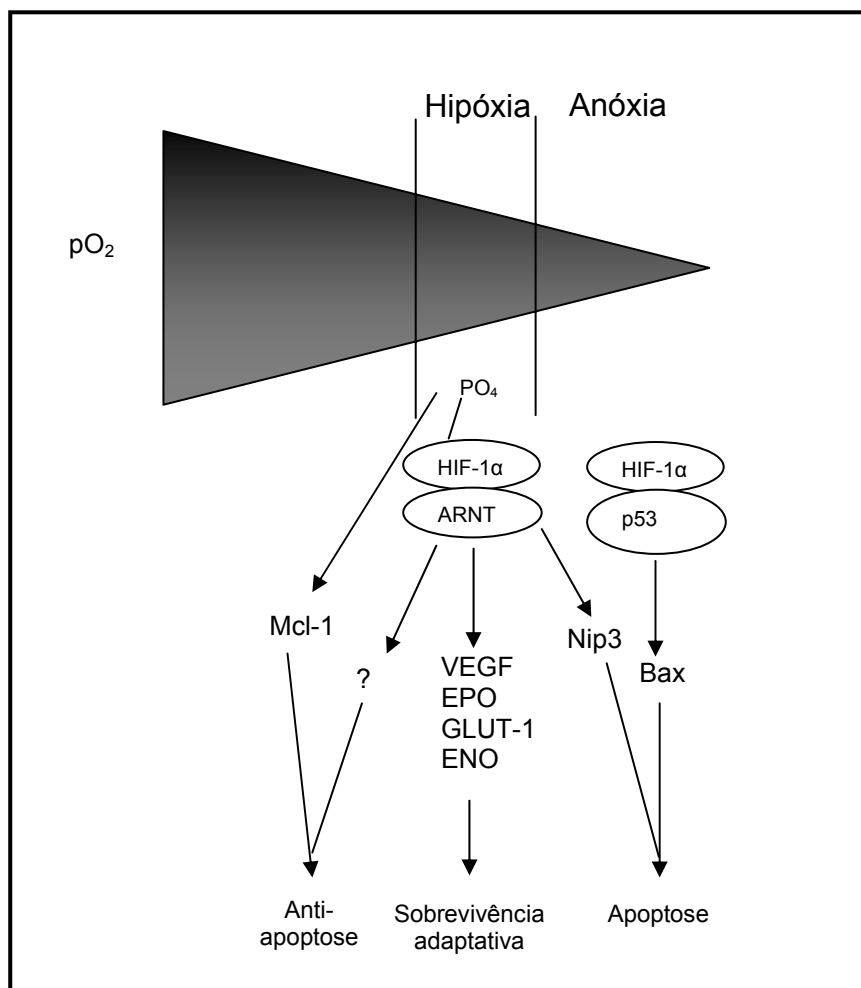 Hipóxia Anóxia
pO₂
PO₄
HIF-1α HIF-1α
ARNT p53
Mcl-1 Nip3
? VEGF Bax
EPO
GLUT-1
ENO
Anti-
apoptose
Sobrevivência
adaptativa
Apoptose